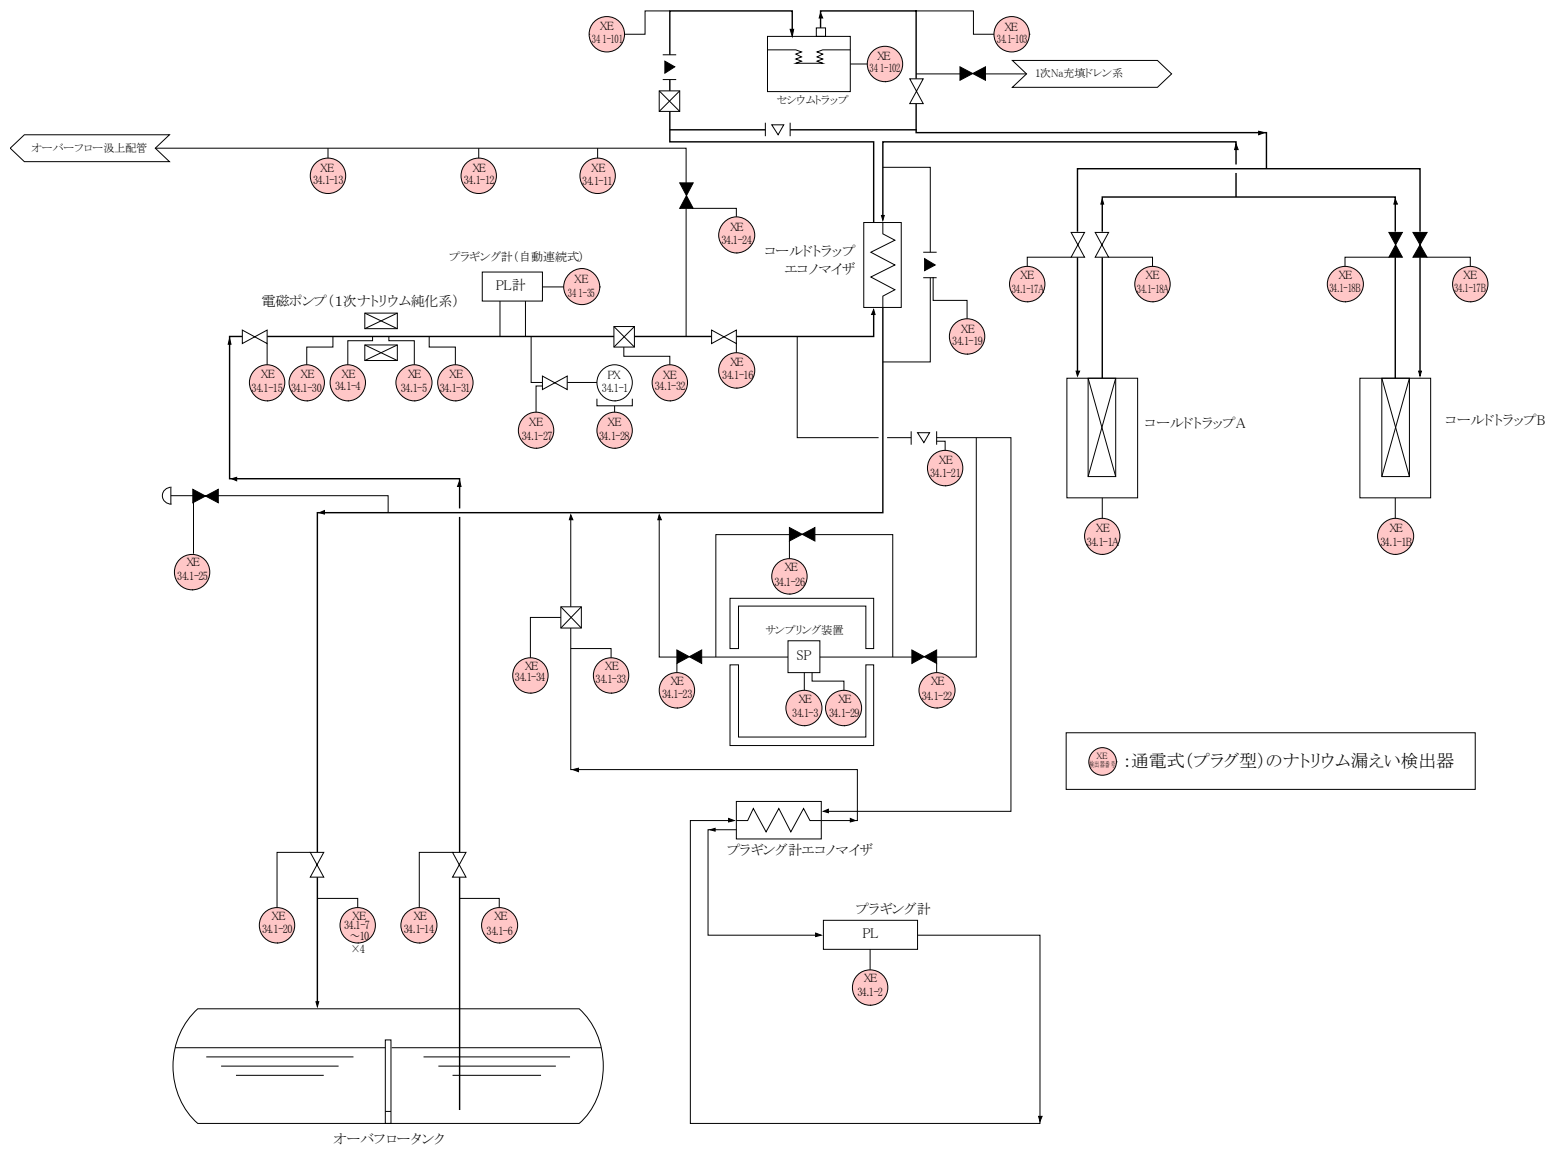 XE
34 1-101
XE
34 1-102
XE
34.1-103
1次Na充填ドレン系
セシウムトラップ
オーバーフロー汲上配管
XE
34.1-13
XE
34.1-12
XE
34.1-11
XE
34.1-24
コールドトラップ
エコノマイザ
プラギング計(自動連続式)
PL計
XE
34 1-35
電磁ポンプ(1次ナトリウム純化系)
XE
34.1-17A
XE
34.1-18A
XE
34.1-18B
XE
34.1-17B
XE
34.1-19
XE
34.1-15
XE
34.1-30
XE
34.1-4
XE
34.1-5
XE
34.1-31
PX
34.1-1
XE
34.1-32
XE
34.1-16
XE
34.1-27
XE
34.1-28
コールドトラップA
コールドトラップB
XE
34.1-21
XE
34.1-1A
XE
34.1-1B
XE
34.1-25
XE
34.1-26
サンプリング装置
SP
XE
34.1-34
XE
34.1-33
XE
34.1-23
XE
34.1-3
XE
34.1-29
XE
34.1-22
XE
検出器番号
:通電式(プラグ型)のナトリウム漏えい検出器
プラギング計エコノマイザ
プラギング計
PL
XE
34.1-2
XE
34.1-20
XE
34.1-7
～10
×4
XE
34.1-14
XE
34.1-6
オーバフロータンク